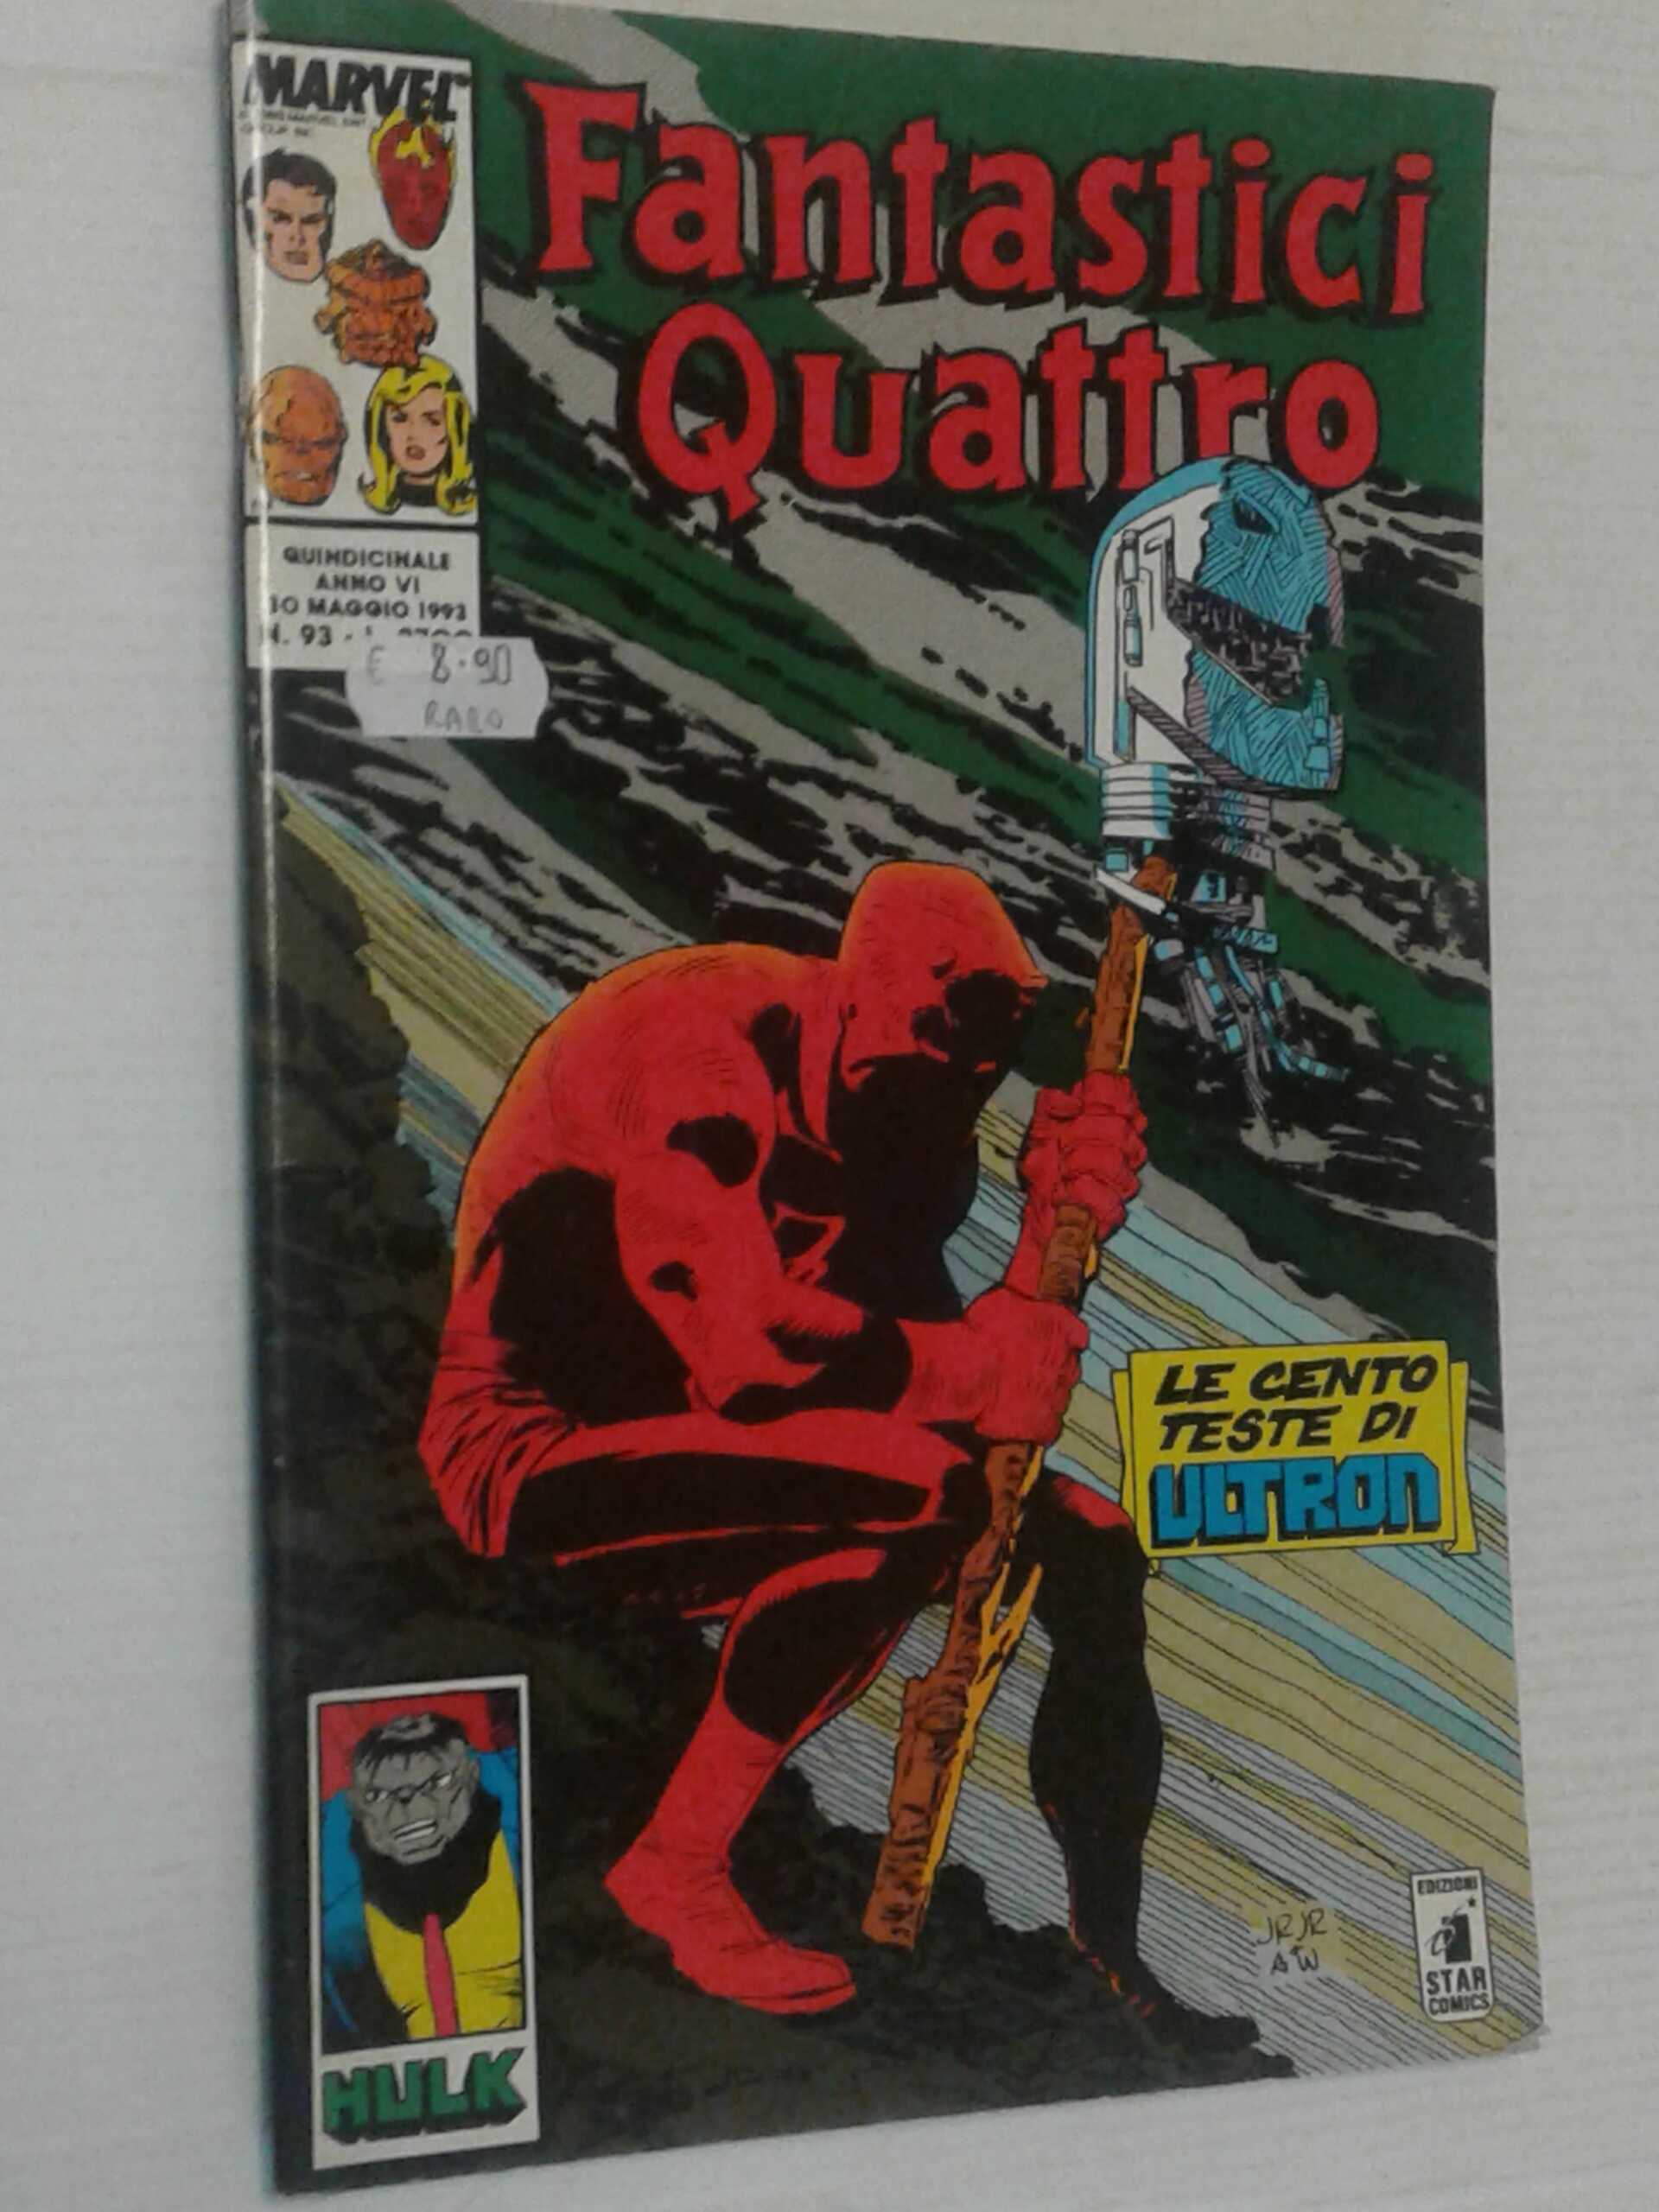 MARVEL
Fantastici
Quattro
QUINDICINALE
ANNO VI
30 MAGGIO 1993
N. 93 -
€ 8.90
RARO
LE CENTO
TESTE DI
ULTRON
JRJR
AW
EDIZIONI
STAR
COMICS
HULK